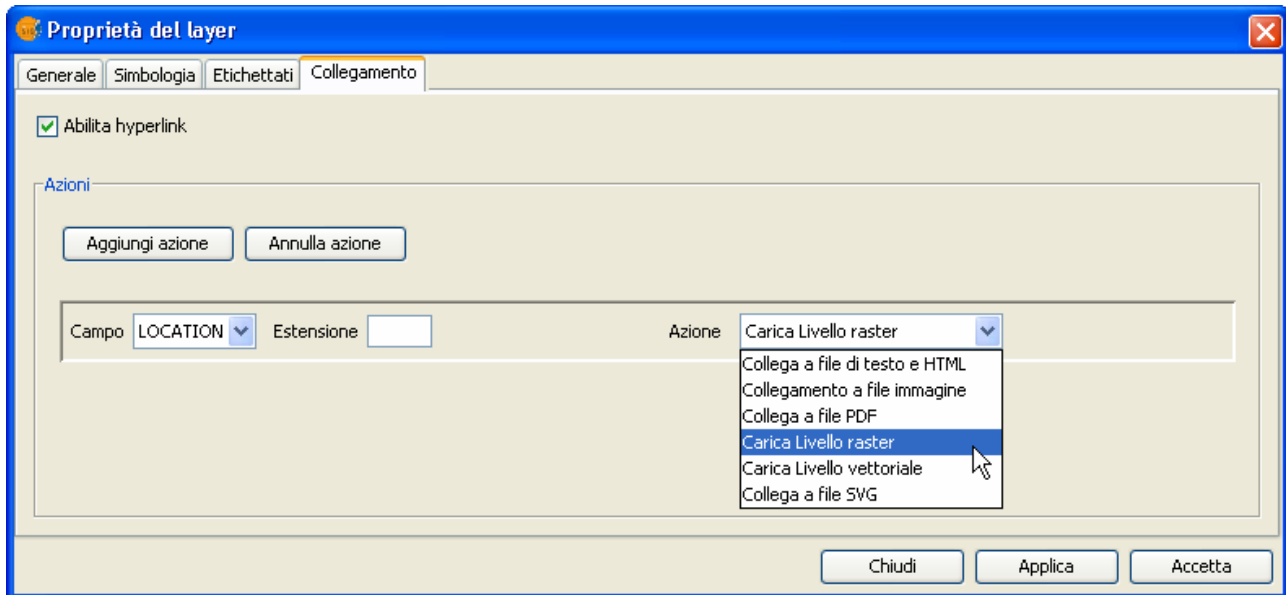 Proprietà del layer
Generale Simbologia Etichettati Collegamento
Abilita hyperlink
Azioni
Aggiungi azione Annulla azione
Campo LOCATION Estensione Azione Carica Livello raster
Collega a file di testo e HTML
Collegamento a file immagine
Collega a file PDF
Carica Livello raster
Carica Livello vettoriale
Collega a file SVG
Chiudi Applica Accetta